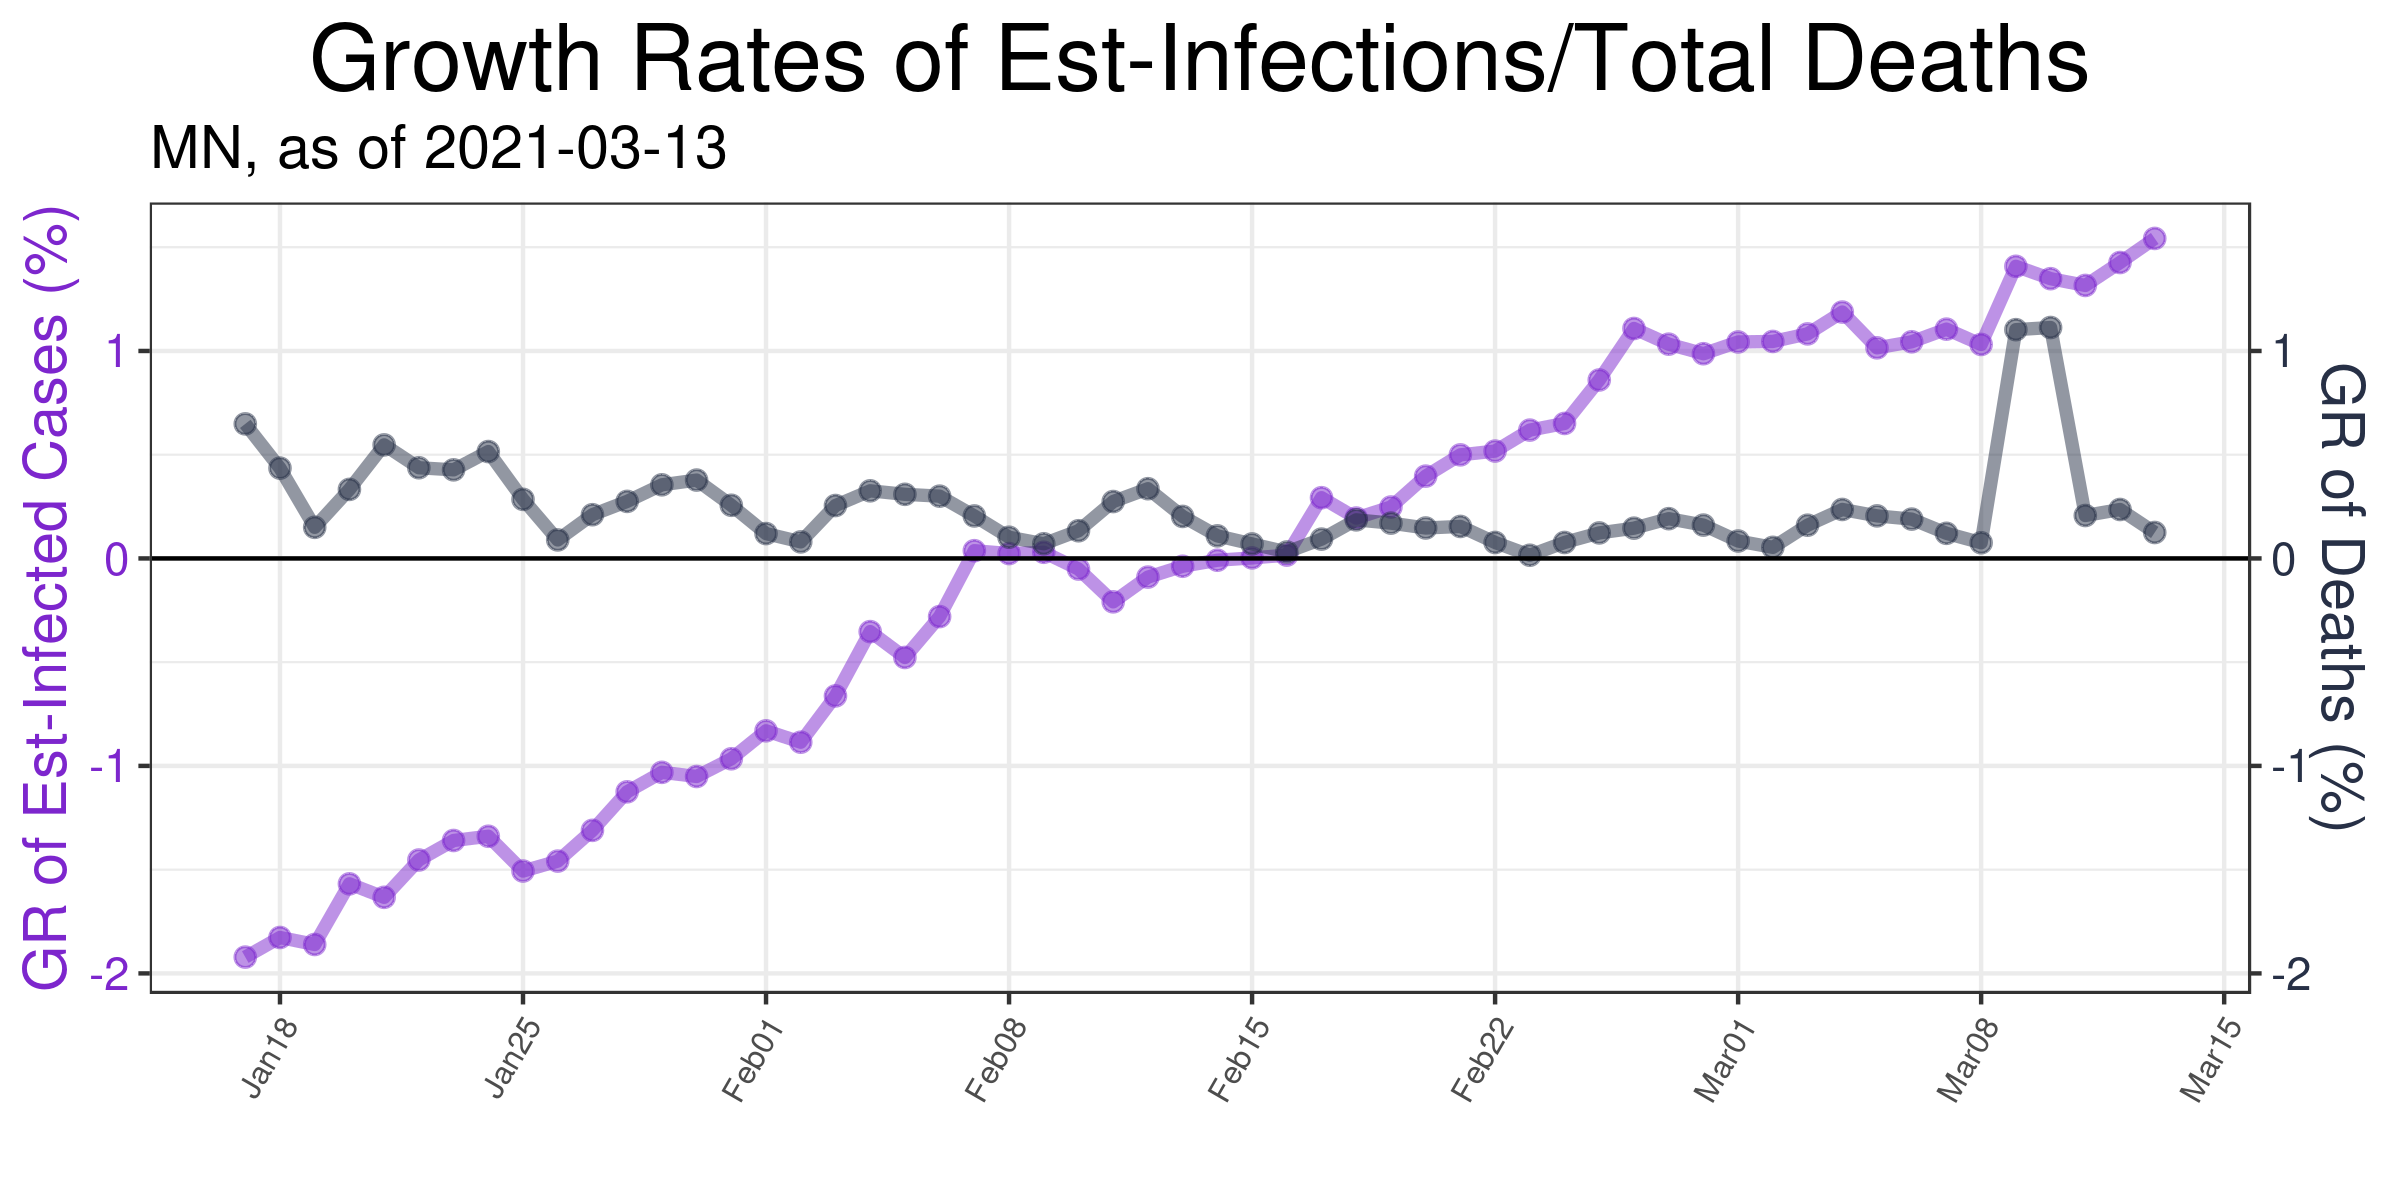 Growth Rates of Est-Infections/Total Deaths
MN, as of 2021-03-13
GR of Est-Infected Cases (%)
1
0
-1
-2
1
0
-1
-2
GR of Deaths (%)
Jan18
Jan25
Feb01
Feb08
Feb15
Feb22
Mar01
Mar08
Mar15